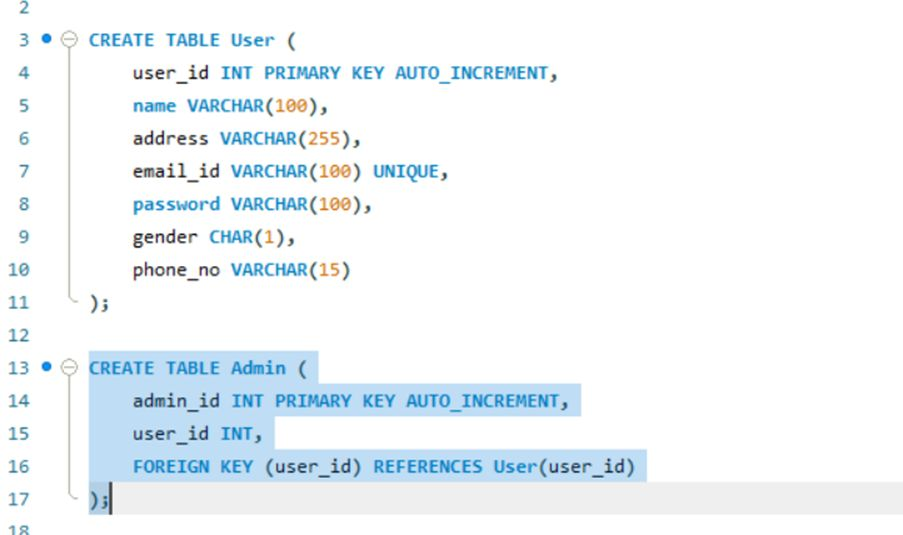 2
3 CREATE TABLE User (
4 user_id INT PRIMARY KEY AUTO_INCREMENT,
5 name VARCHAR(100),
6 address VARCHAR(255),
7 email_id VARCHAR(100) UNIQUE,
8 password VARCHAR(100),
9 gender CHAR(1),
10 phone_no VARCHAR(15)
11 );
12
13 CREATE TABLE Admin (
14 admin_id INT PRIMARY KEY AUTO_INCREMENT,
15 user_id INT,
16 FOREIGN KEY (user_id) REFERENCES User(user_id)
17 );
18